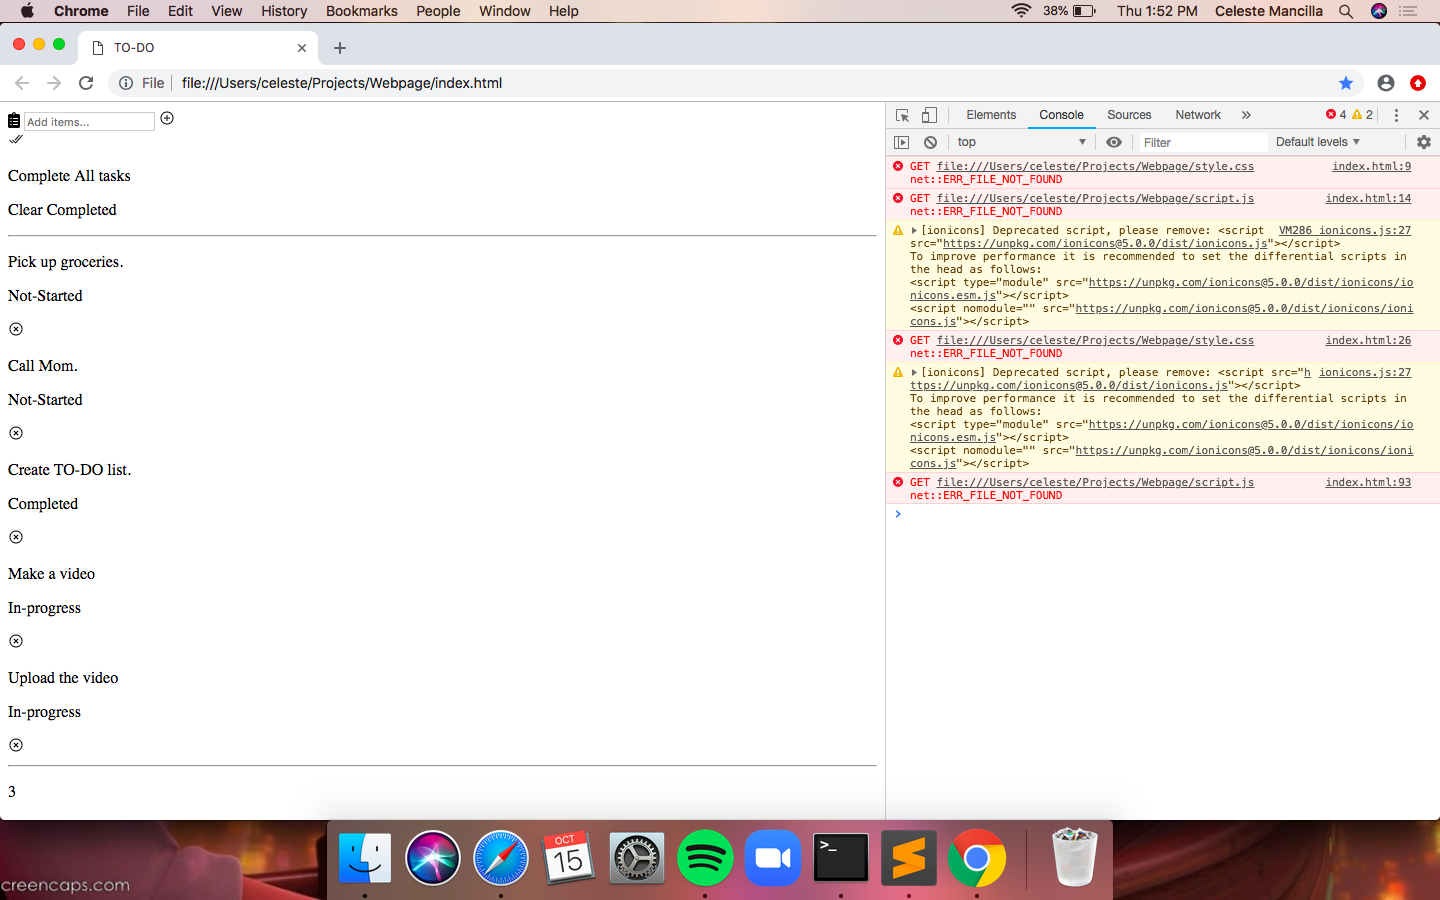 Chrome File Edit View History Bookmarks People Window Help 38% Thu 1:52 PM Celeste Mancilla
TO-DO
File file:///Users/celeste/Projects/Webpage/index.html
Add items...
Complete All tasks
Clear Completed
Pick up groceries.
Not-Started
Call Mom.
Not-Started
Create TO-DO list.
Completed
Make a video
In-progress
Upload the video
In-progress
3
Elements Console Sources Network » 4 2
top Filter Default levels
GET file:///Users/celeste/Projects/Webpage/style.css index.html:9
net::ERR_FILE_NOT_FOUND
GET file:///Users/celeste/Projects/Webpage/script.js index.html:14
net::ERR_FILE_NOT_FOUND
[ionicons] Deprecated script, please remove: <script VM286 ionicons.js:27
src="https://unpkg.com/ionicons@5.0.0/dist/ionicons.js"></script>
To improve performance it is recommended to set the differential scripts in
the head as follows:
<script type="module" src="https://unpkg.com/ionicons@5.0.0/dist/ionicons/io
nicons.esm.js"></script>
<script nomodule="" src="https://unpkg.com/ionicons@5.0.0/dist/ionicons/ioni
cons.js"></script>
GET file:///Users/celeste/Projects/Webpage/style.css index.html:26
net::ERR_FILE_NOT_FOUND
[ionicons] Deprecated script, please remove: <script src="h ionicons.js:27
ttps://unpkg.com/ionicons@5.0.0/dist/ionicons.js"></script>
To improve performance it is recommended to set the differential scripts in
the head as follows:
<script type="module" src="https://unpkg.com/ionicons@5.0.0/dist/ionicons/io
nicons.esm.js"></script>
<script nomodule="" src="https://unpkg.com/ionicons@5.0.0/dist/ionicons/ioni
cons.js"></script>
GET file:///Users/celeste/Projects/Webpage/script.js index.html:93
net::ERR_FILE_NOT_FOUND
OCT
15
>_
creencaps.com